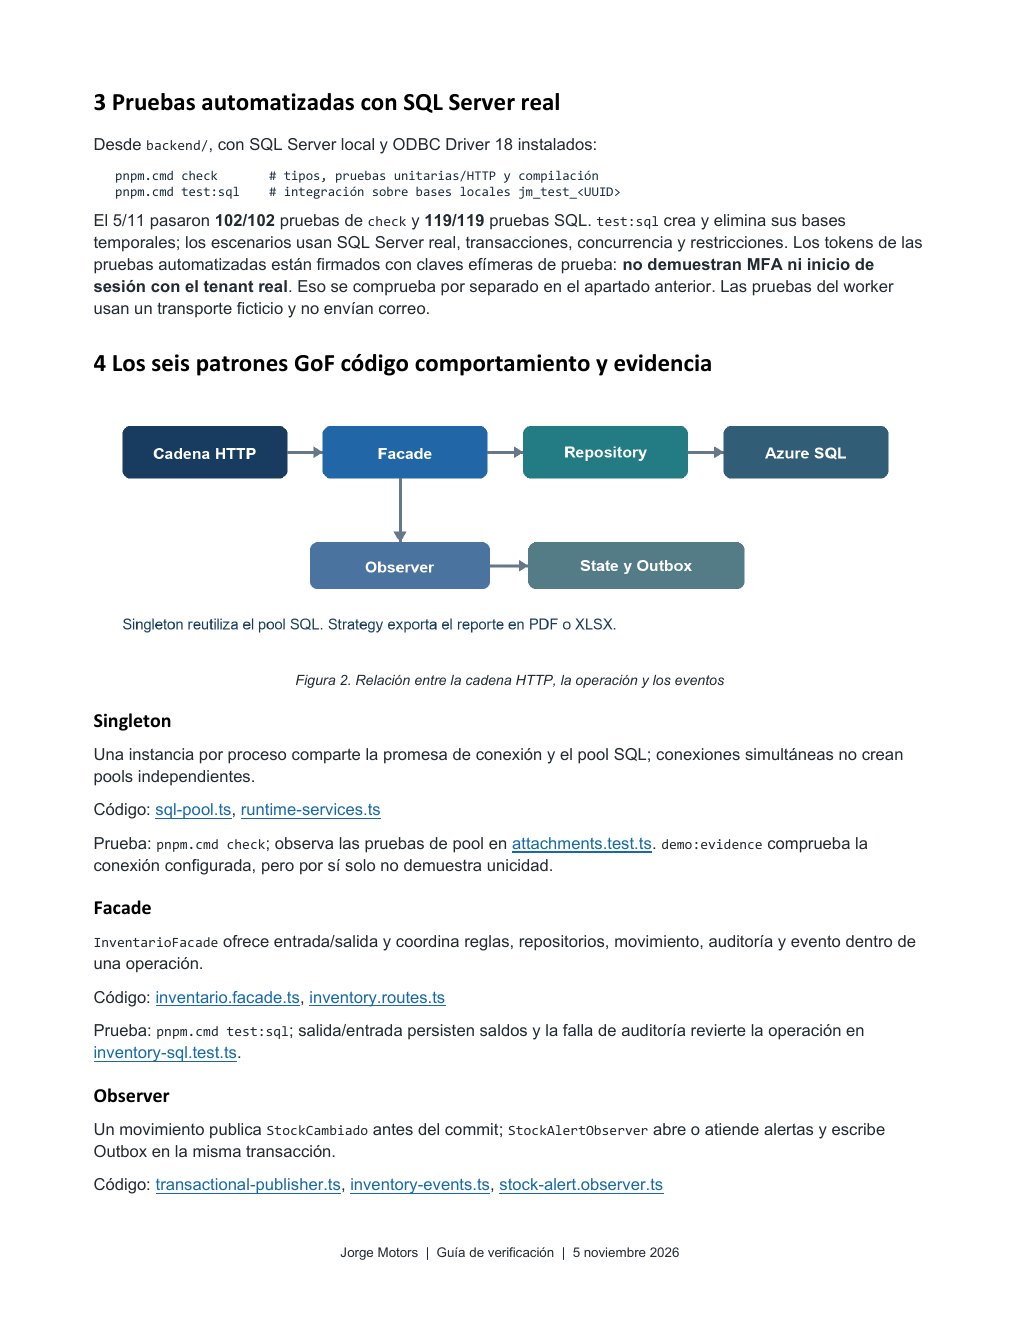 3 Pruebas automatizadas con SQL Server real
Desde backend/, con SQL Server local y ODBC Driver 18 instalados:
pnpm.cmd check # tipos, pruebas unitarias/HTTP y compilación
pnpm.cmd test:sql # integración sobre bases locales jm_test_<UUID>
El 5/11 pasaron 102/102 pruebas de check y 119/119 pruebas SQL. test:sql crea y elimina sus bases
temporales; los escenarios usan SQL Server real, transacciones, concurrencia y restricciones. Los tokens de las
pruebas automatizadas están firmados con claves efímeras de prueba: no demuestran MFA ni inicio de
sesión con el tenant real. Eso se comprueba por separado en el apartado anterior. Las pruebas del worker
usan un transporte ficticio y no envían correo.
4 Los seis patrones GoF código comportamiento y evidencia
Cadena HTTP
Facade
Repository
Azure SQL
Observer
State y Outbox
Singleton reutiliza el pool SQL. Strategy exporta el reporte en PDF o XLSX.
Figura 2. Relación entre la cadena HTTP, la operación y los eventos
Singleton
Una instancia por proceso comparte la promesa de conexión y el pool SQL; conexiones simultáneas no crean
pools independientes.
Código: sql-pool.ts, runtime-services.ts
Prueba: pnpm.cmd check; observa las pruebas de pool en attachments.test.ts. demo:evidence comprueba la
conexión configurada, pero por sí solo no demuestra unicidad.
Facade
InventarioFacade ofrece entrada/salida y coordina reglas, repositorios, movimiento, auditoría y evento dentro de
una operación.
Código: inventario.facade.ts, inventory.routes.ts
Prueba: pnpm.cmd test:sql; salida/entrada persisten saldos y la falla de auditoría revierte la operación en
inventory-sql.test.ts.
Observer
Un movimiento publica StockCambiado antes del commit; StockAlertObserver abre o atiende alertas y escribe
Outbox en la misma transacción.
Código: transactional-publisher.ts, inventory-events.ts, stock-alert.observer.ts
Jorge Motors | Guía de verificación | 5 noviembre 2026